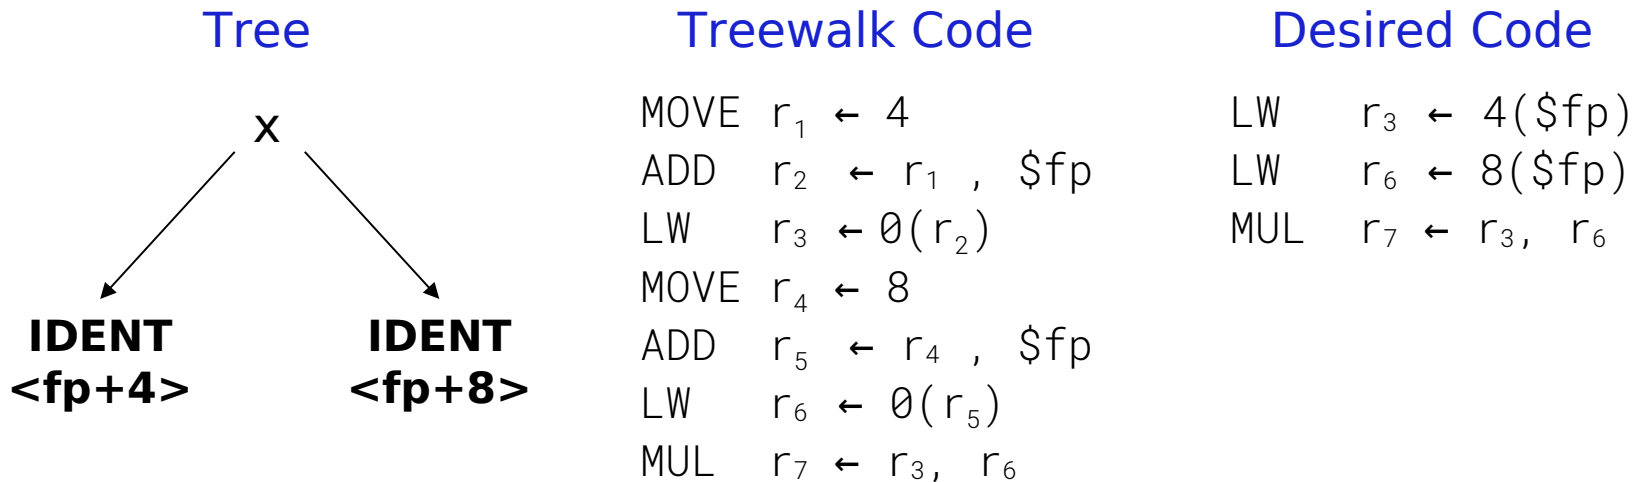 Tree
x
IDENT
<fp+4>
IDENT
<fp+8>
Treewalk Code
MOVE r₁ ← 4
ADD r₂ ← r₁ , $fp
LW r₃ ← 0(r₂)
MOVE r₄ ← 8
ADD r₅ ← r₄ , $fp
LW r₆ ← 0(r₅)
MUL r₇ ← r₃, r₆
Desired Code
LW r₃ ← 4($fp)
LW r₆ ← 8($fp)
MUL r₇ ← r₃, r₆